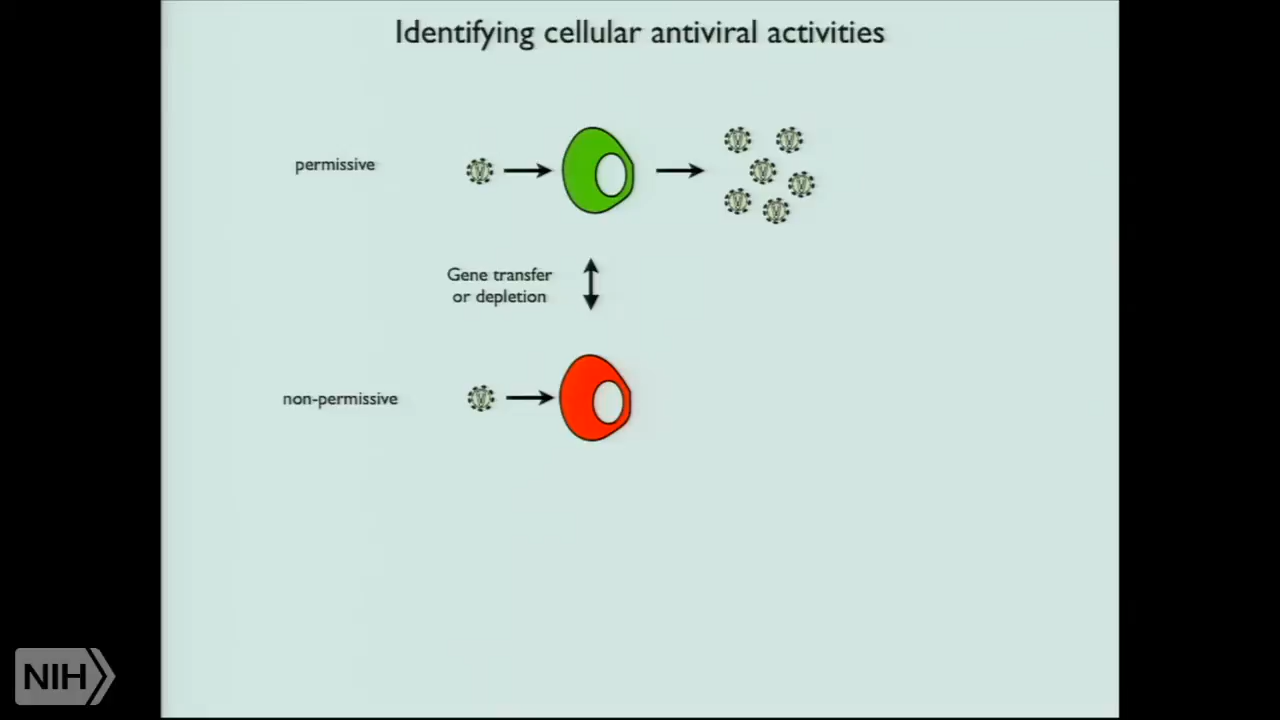 Identifying cellular antiviral activities
permissive
Gene transfer
or depletion
non-permissive
NIH